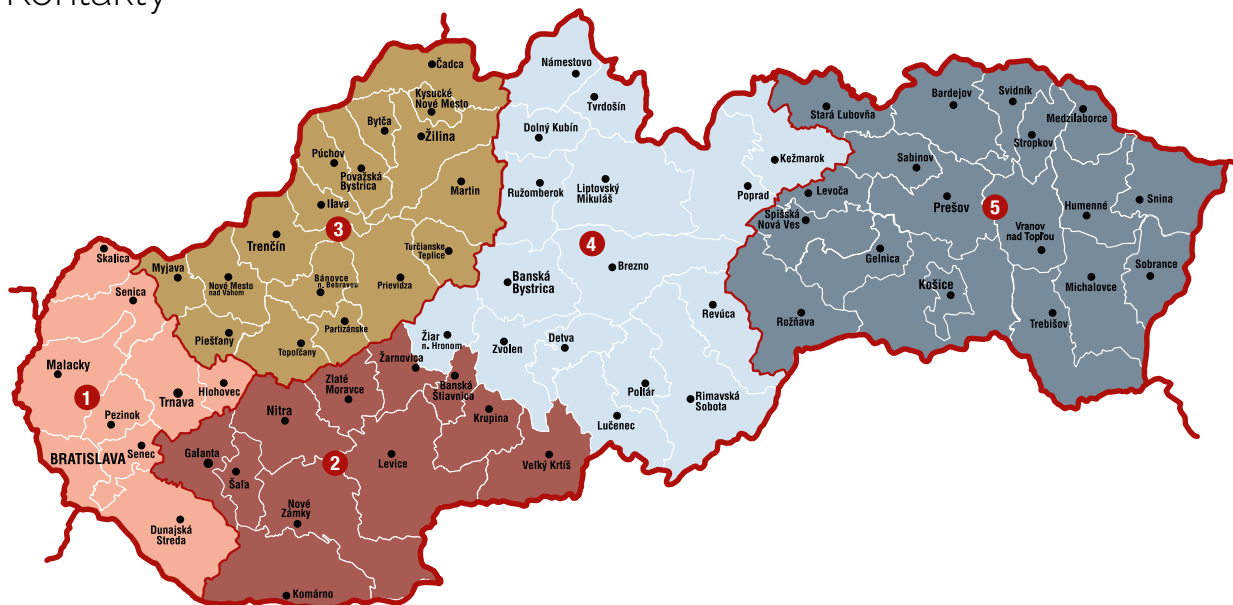 Kontakty
Čadca
Kysucké
Nové Mesto
Bytča
Žilina
Púchov
Považská
Bystrica
Martin
Ilava
3
Trenčín
Turčianske
Teplice
Myjava
Nové Mesto
nad Váhom
Bánovce
n. Bebravou
Prievidza
Partizánske
Piešťany
Topoľčany
Námestovo
Tvrdošín
Dolný Kubín
Kežmarok
Ružomberok
Liptovský
Mikuláš
Poprad
4
Brezno
Banská
Bystrica
Revúca
Žiar
n. Hronom
Zvolen
Detva
Poltár
Rimavská
Sobota
Lučenec
Stará Ľubovňa
Bardejov
Svidník
Medzilaborce
Stropkov
Sabinov
Levoča
Prešov
5
Humenné
Snina
Spišská
Nová Ves
Vranov
nad Topľou
Gelnica
Košice
Michalovce
Sobrance
Rožňava
Trebišov
Skalica
Senica
Malacky
1
Trnava
Hlohovec
Pezinok
BRATISLAVA
Senec
Dunajská
Streda
Žarnovica
Zlaté
Moravce
Banská
Štiavnica
Nitra
Krupina
Galanta
2
Levice
Veľký Krtíš
Šaľa
Nové
Zámky
Komárno